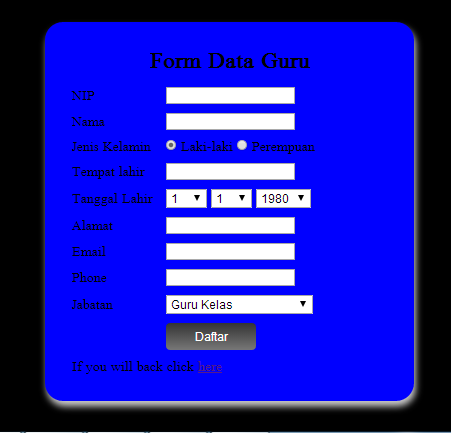 Form Data Guru
NIP
Nama
Jenis Kelamin Laki-laki Perempuan
Tempat lahir
Tanggal Lahir 1 1 1980
Alamat
Email
Phone
Jabatan Guru Kelas
Daftar
If you will back click here